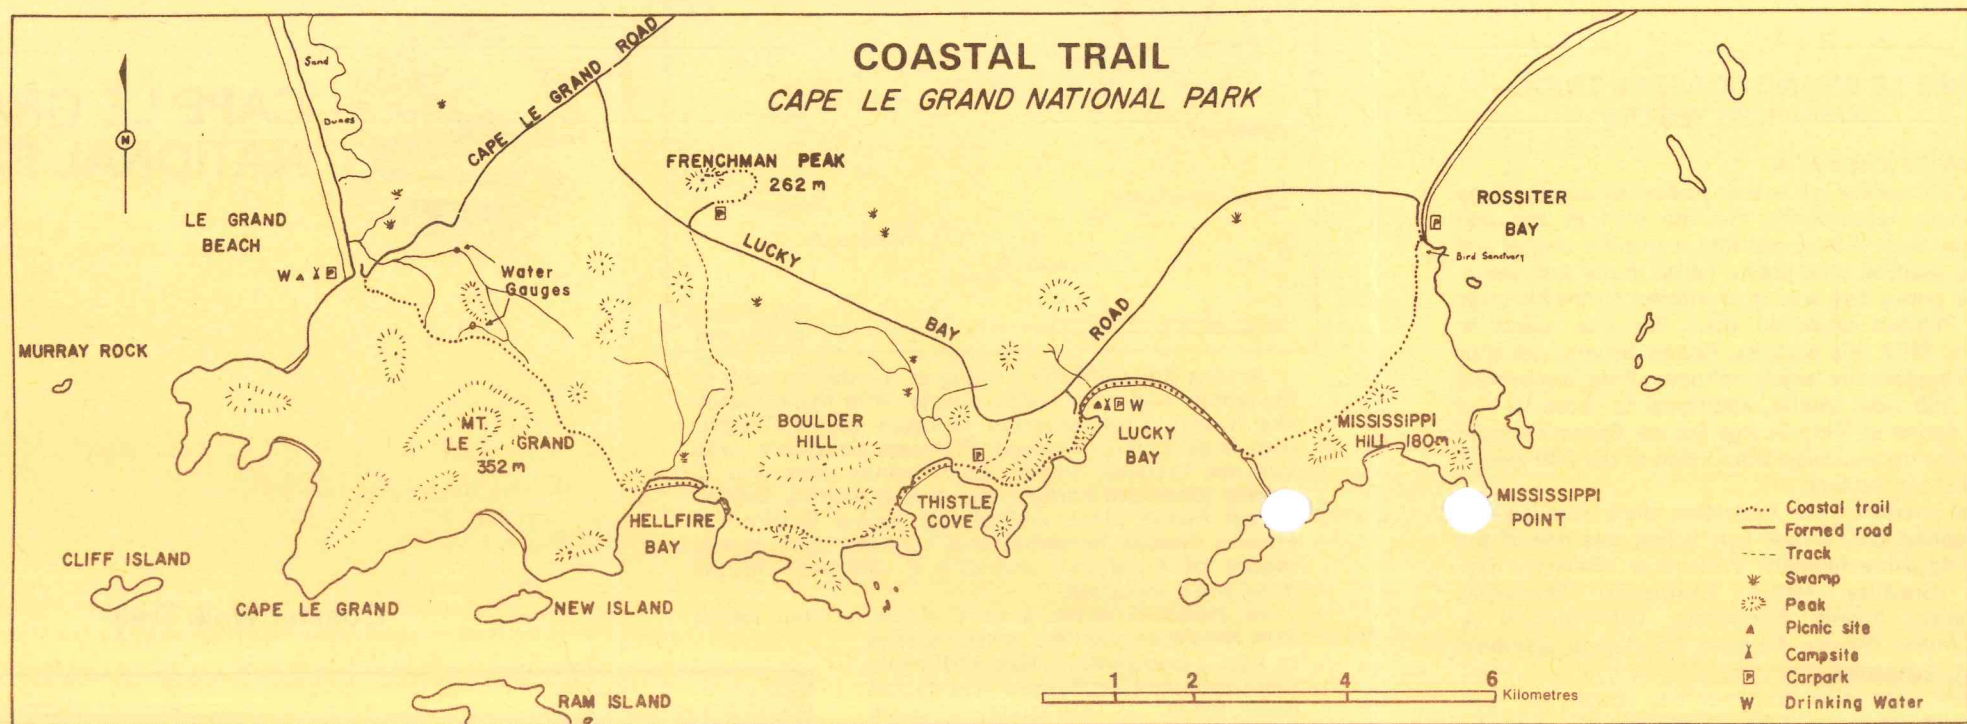 COASTAL TRAIL
CAPE LE GRAND NATIONAL PARK
Sand
Dunes
CAPE LE GRAND ROAD
N
FRENCHMAN PEAK
262 m
P
LE GRAND
BEACH
W P
Water
Gauges
LUCKY BAY ROAD
ROSSITER
BAY
P
Bird Sanctuary
MURRAY ROCK
MT.
LE GRAND
352 m
BOULDER
HILL
P
P W
LUCKY
BAY
MISSISSIPPI
HILL 180m
HELLFIRE
BAY
THISTLE
COVE
MISSISSIPPI
POINT
CLIFF ISLAND
CAPE LE GRAND
NEW ISLAND
RAM ISLAND
1 2 4 6
Kilometres
Coastal trail
Formed road
Track
Swamp
Peak
Picnic site
Campsite
P Carpark
W Drinking Water